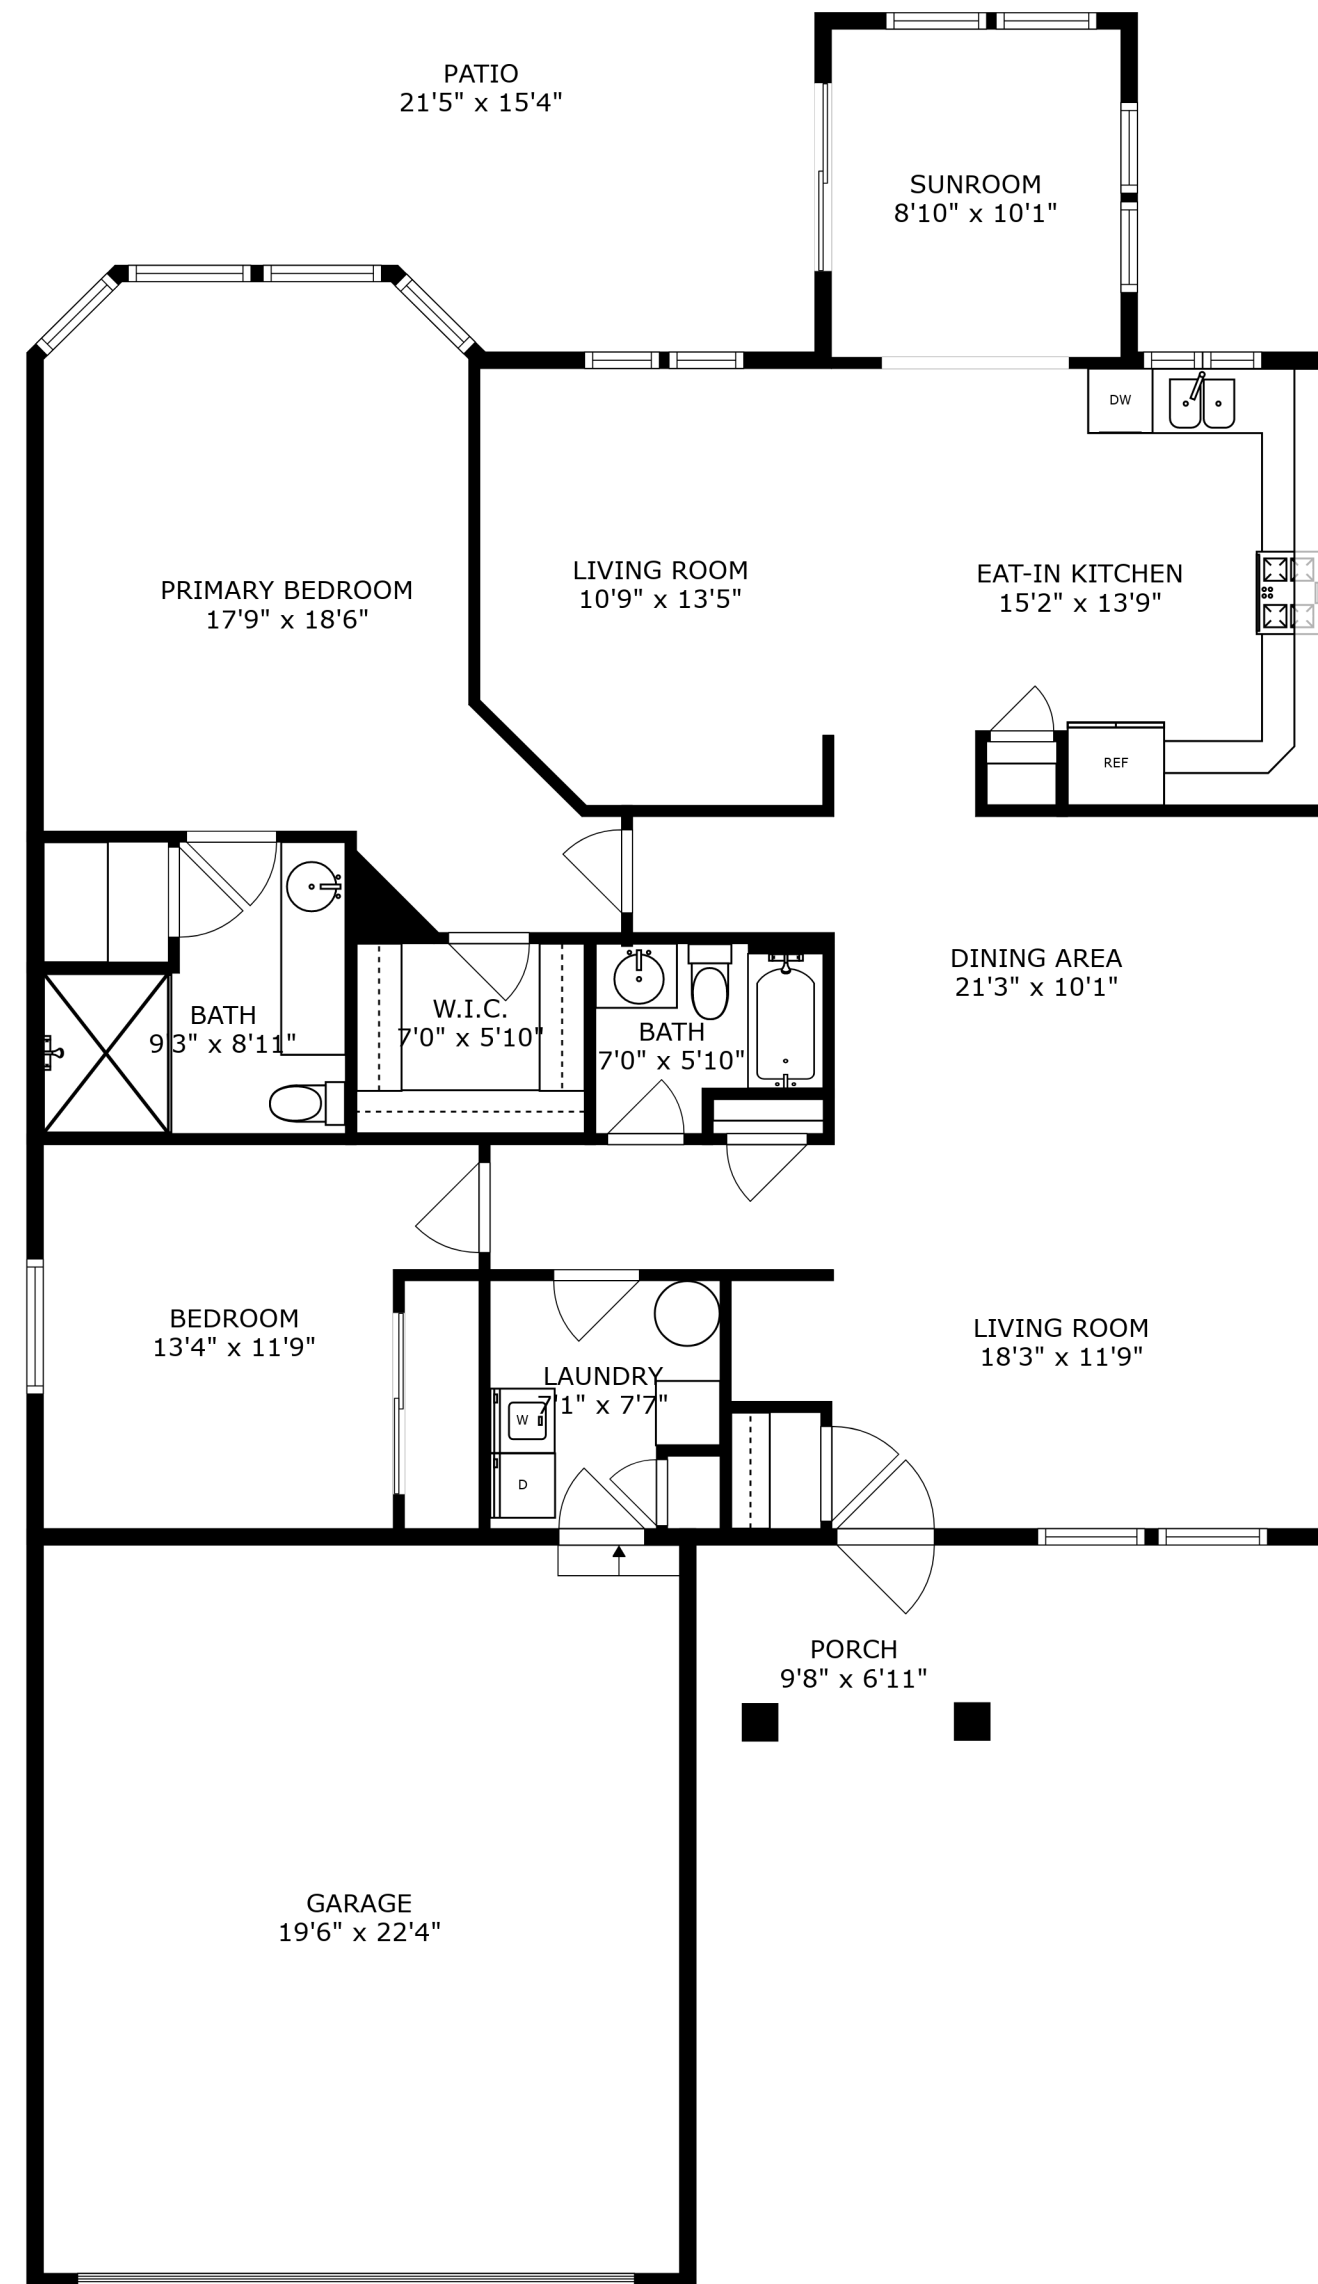 PATIO
21'5" x 15'4"
SUNROOM
8'10" x 10'1"
DW
PRIMARY BEDROOM
17'9" x 18'6"
LIVING ROOM
10'9" x 13'5"
EAT-IN KITCHEN
15'2" x 13'9"
REF
DINING AREA
21'3" x 10'1"
BATH
9'3" x 8'11"
W.I.C.
7'0" x 5'10"
BATH
7'0" x 5'10"
BEDROOM
13'4" x 11'9"
LAUNDRY
7'1" x 7'7"
W
D
LIVING ROOM
18'3" x 11'9"
PORCH
9'8" x 6'11"
GARAGE
19'6" x 22'4"